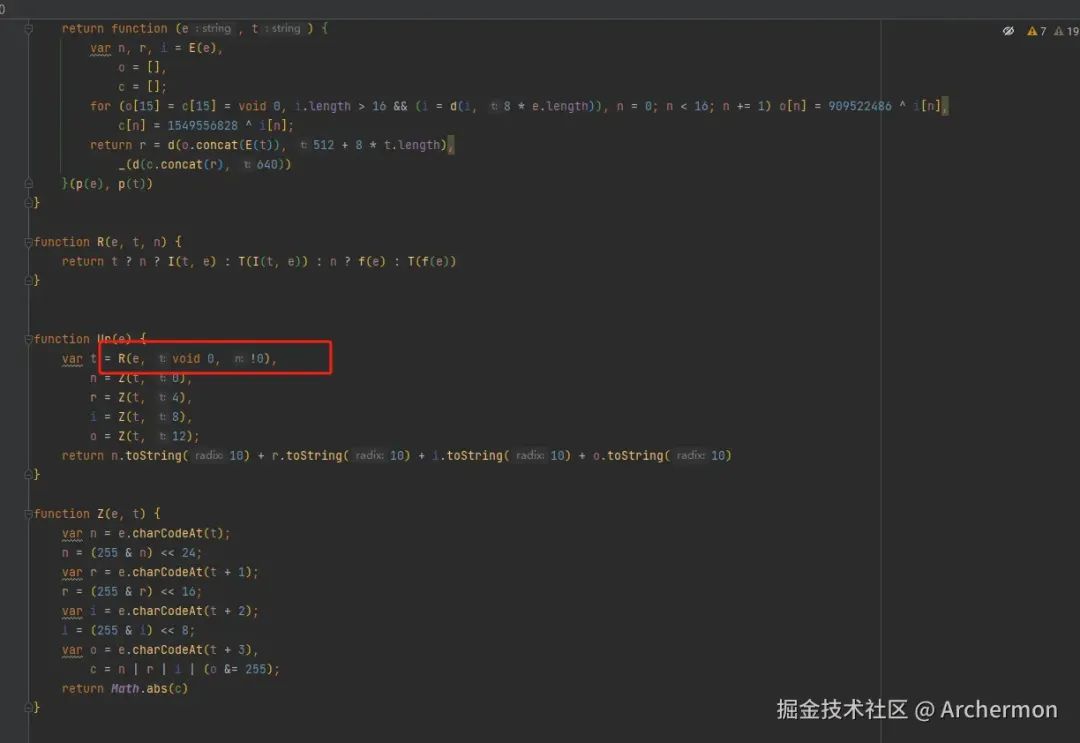 return function (e : string , t : string ) {
var n, r, i = E(e),
o = [],
c = [];
for (o[15] = c[15] = void 0, i.length > 16 && (i = d(i, t: 8 * e.length)), n = 0; n < 16; n += 1) o[n] = 909522486 ^ i[n],
c[n] = 1549556828 ^ i[n];
return r = d(o.concat(E(t)), t: 512 + 8 * t.length),
_(d(c.concat(r), t: 640))
}(p(e), p(t))
}
function R(e, t, n) {
return t ? n ? I(t, e) : T(I(t, e)) : n ? f(e) : T(f(e))
}
function Un(e) {
var t = R(e, t: void 0, n: !0),
n = Z(t, t: 0),
r = Z(t, t: 4),
i = Z(t, t: 8),
o = Z(t, t: 12);
return n.toString( radix: 10) + r.toString( radix: 10) + i.toString( radix: 10) + o.toString( radix: 10)
}
function Z(e, t) {
var n = e.charCodeAt(t);
n = (255 & n) << 24;
var r = e.charCodeAt(t + 1);
r = (255 & r) << 16;
var i = e.charCodeAt(t + 2);
i = (255 & i) << 8;
var o = e.charCodeAt(t + 3),
c = n | r | i | (o &= 255);
return Math.abs(c)
}
0
7 19
掘金技术社区 @ Archermon